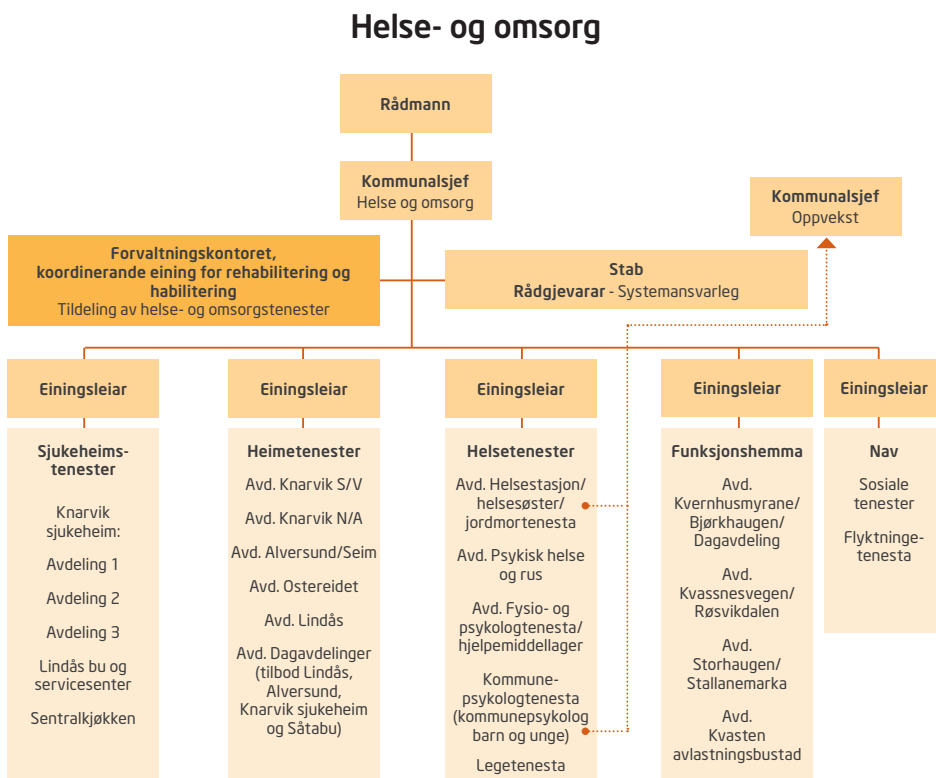 Helse- og omsorg
Rådmann
Kommunalsjef
Helse og omsorg
Kommunalsjef
Oppvekst
Forvaltningskontoret,
koordinerande eining for rehabilitering og
habilitering
Tildeling av helse- og omsorgstenester
Stab
Rådgjevarar - Systemansvarleg
Einingsleiar
Einingsleiar
Einingsleiar
Einingsleiar
Einingsleiar
Sjukeheims-
tenester
Knarvik
sjukeheim:
Avdeling 1
Avdeling 2
Avdeling 3
Lindås bu og
servicesenter
Sentralkjøkken
Heimetenester
Avd. Knarvik S/V
Avd. Knarvik N/A
Avd. Alversund/Seim
Avd. Ostereidet
Avd. Lindås
Avd. Dagavdelinger
(tilbod Lindås,
Alversund,
Knarvik sjukeheim
og Såtabu)
Helsetenester
Avd. Helsestasjon/
helsesøster/
jordmortenesta
Avd. Psykisk helse
og rus
Avd. Fysio- og
psykologtenesta/
hjelpemiddellager
Kommune-
psykologtenesta
(kommunepsykolog
barn og unge)
Legetenesta
Funksjonshemma
Avd.
Kvernhusmyrane/
Bjørkhaugen/
Dagavdeling
Avd.
Kvassnesvegen/
Røsvikdalen
Avd.
Storhaugen/
Stallanemarka
Avd.
Kvasten
avlastningsbustad
Nav
Sosiale
tenester
Flyktninge-
tenesta